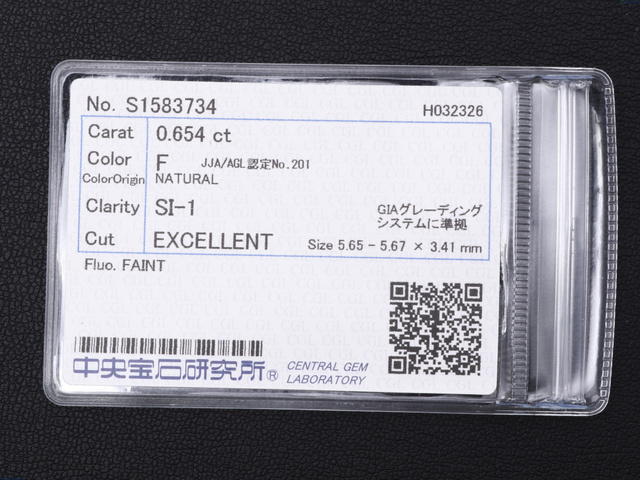 No. S1583734 H032326
Carat 0.654 ct
Color F JJA/AGL認定No.201
ColorOrigin NATURAL
Clarity SI-1 GIAグレーディング
システムに準拠
Cut EXCELLENT Size 5.65 - 5.67 × 3.41 mm
Fluo. FAINT
中央宝石研究所® CENTRAL GEM
LABORATORY